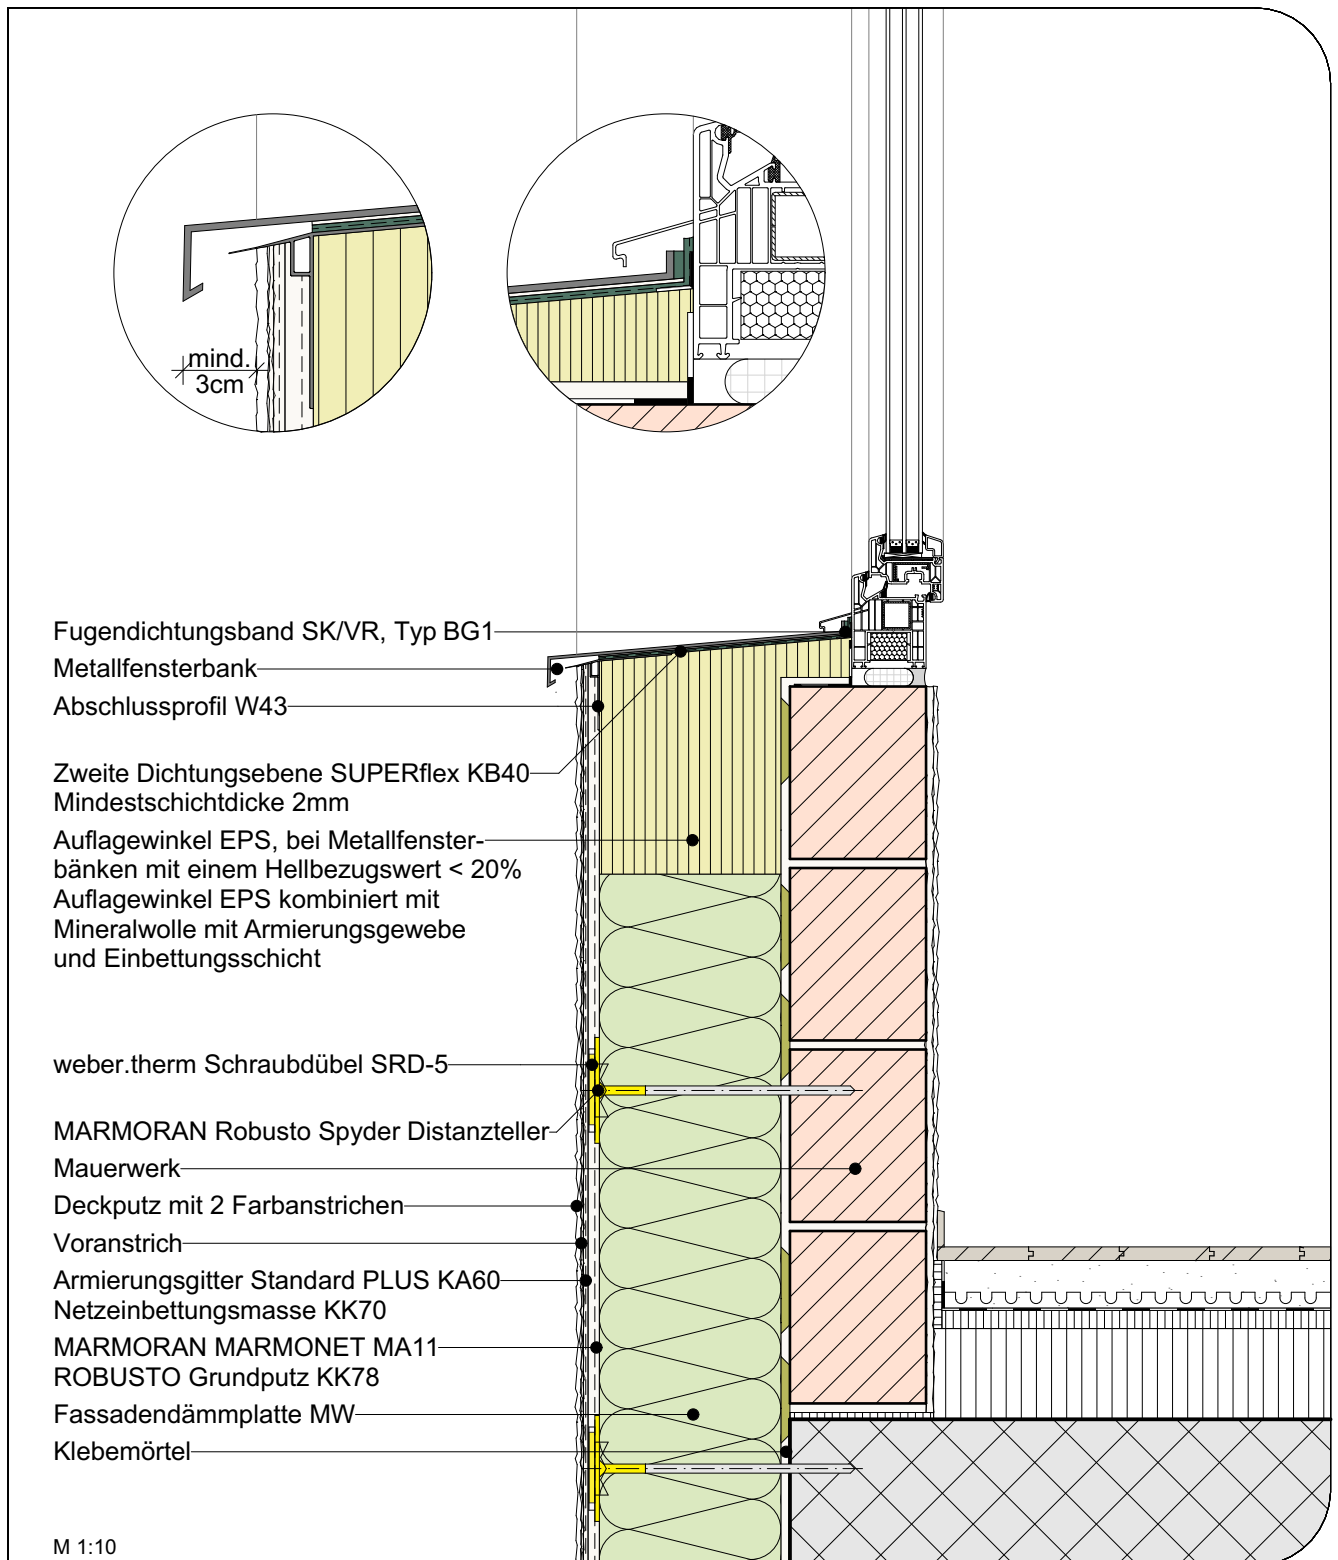 mind.
3cm
Fugendichtungsband SK/VR, Typ BG1
Metallfensterbank
Abschlussprofil W43
Zweite Dichtungsebene SUPERflex KB40
Mindestschichtdicke 2mm
Auflagewinkel EPS, bei Metallfenster-
bänken mit einem Hellbezugswert < 20%
Auflagewinkel EPS kombiniert mit
Mineralwolle mit Armierungsgewebe
und Einbettungsschicht
weber.therm Schraubdübel SRD-5
MARMORAN Robusto Spyder Distanzteller
Mauerwerk
Deckputz mit 2 Farbanstrichen
Voranstrich
Armierungsgitter Standard PLUS KA60
Netzeinbettungsmasse KK70
MARMORAN MARMONET MA11
ROBUSTO Grundputz KK78
Fassadendämmplatte MW
Klebemörtel
M 1:10